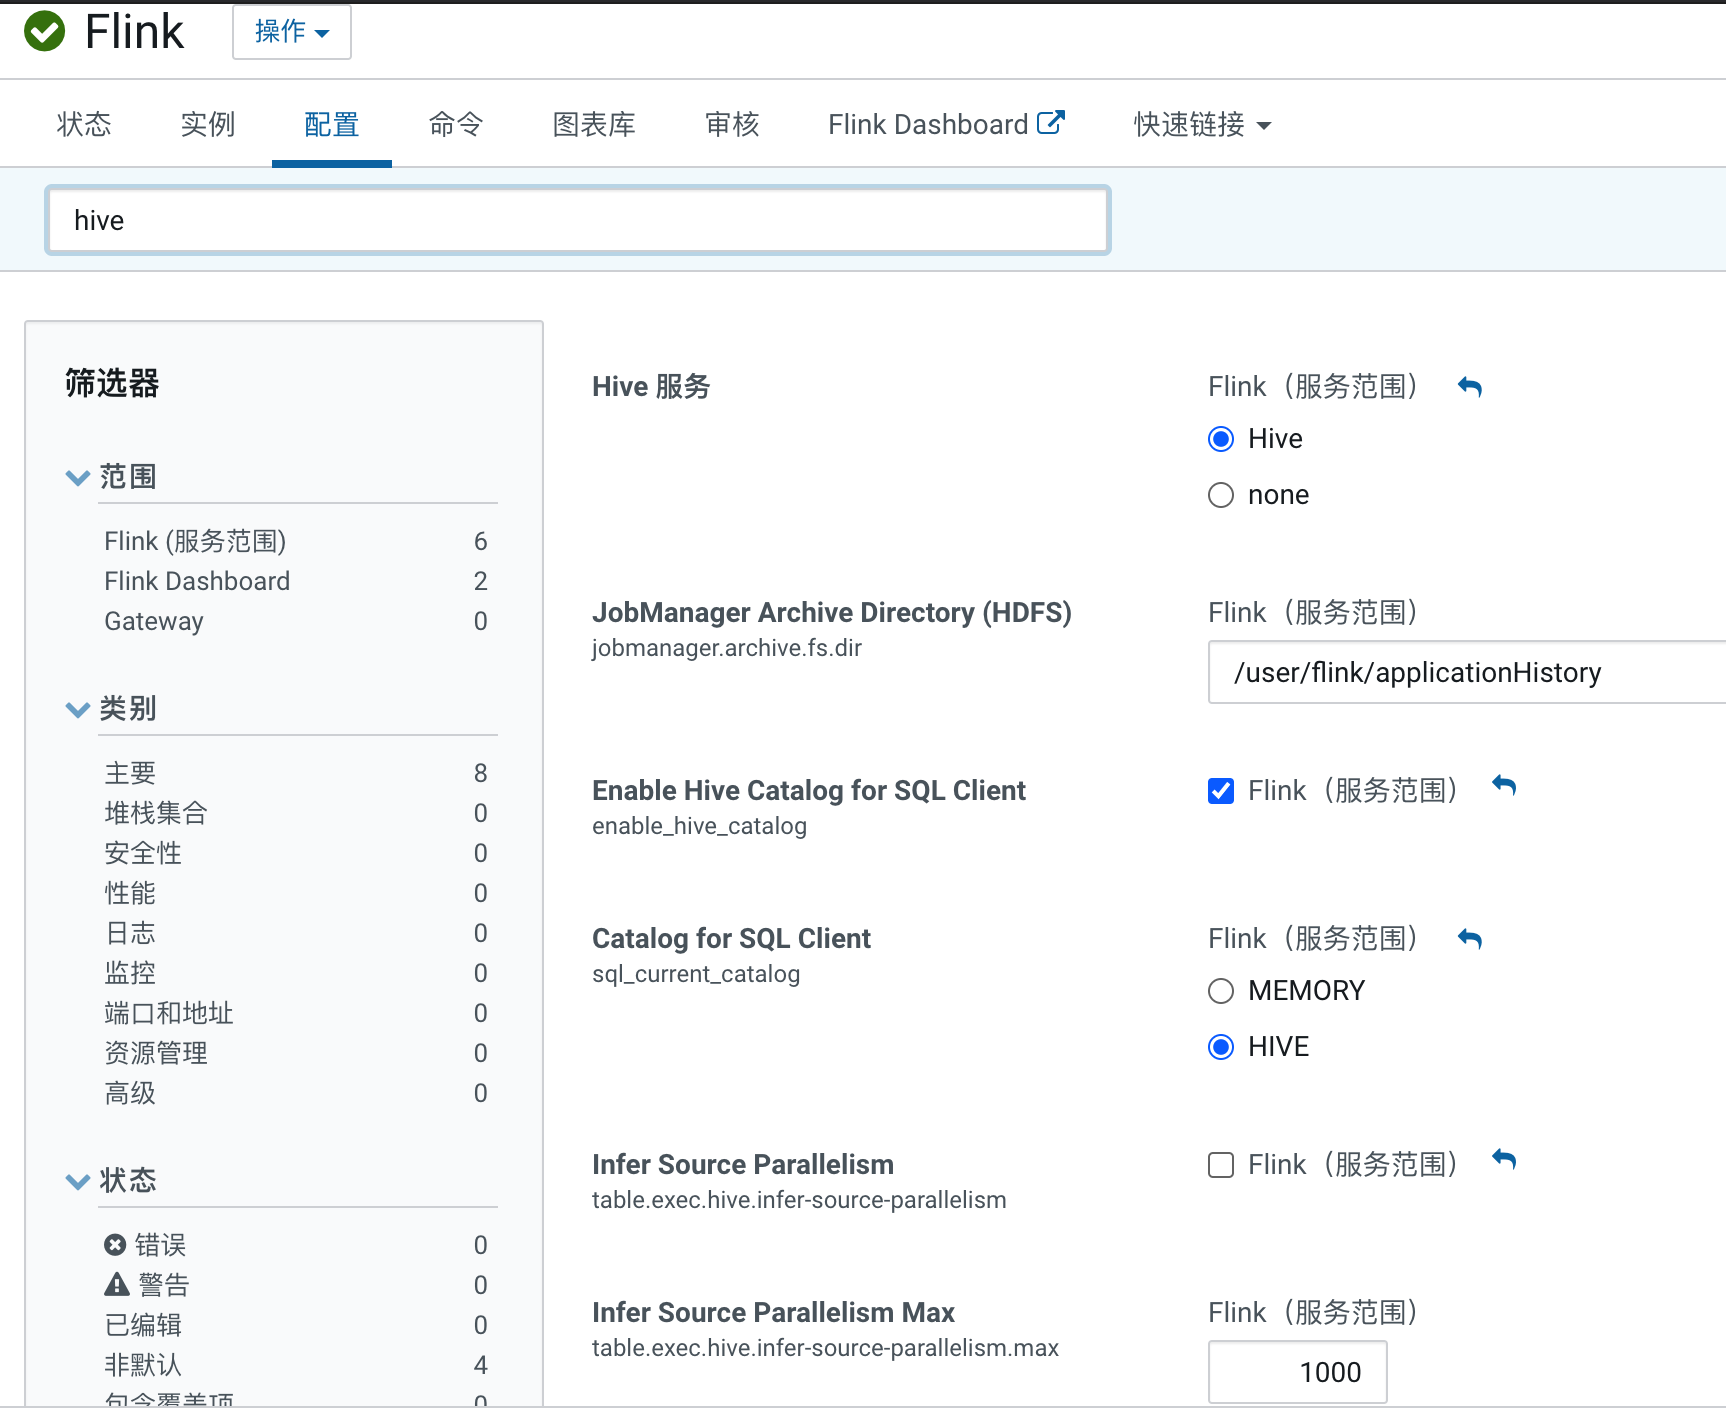 Flink
操作
状态
实例
配置
命令
图表库
审核
Flink Dashboard
快速链接
hive
筛选器
范围
Flink (服务范围) 6
Flink Dashboard 2
Gateway 0
类别
主要 8
堆栈集合 0
安全性 0
性能 0
日志 0
监控 0
端口和地址 0
资源管理 0
高级 0
状态
错误 0
警告 0
已编辑 0
非默认 4
包含覆盖项 0
Hive 服务
Flink（服务范围）
Hive
none
JobManager Archive Directory (HDFS)
jobmanager.archive.fs.dir
Flink（服务范围）
/user/flink/applicationHistory
Enable Hive Catalog for SQL Client
enable_hive_catalog
Flink（服务范围）
Catalog for SQL Client
sql_current_catalog
Flink（服务范围）
MEMORY
HIVE
Infer Source Parallelism
table.exec.hive.infer-source-parallelism
Flink（服务范围）
Infer Source Parallelism Max
table.exec.hive.infer-source-parallelism.max
Flink（服务范围）
1000